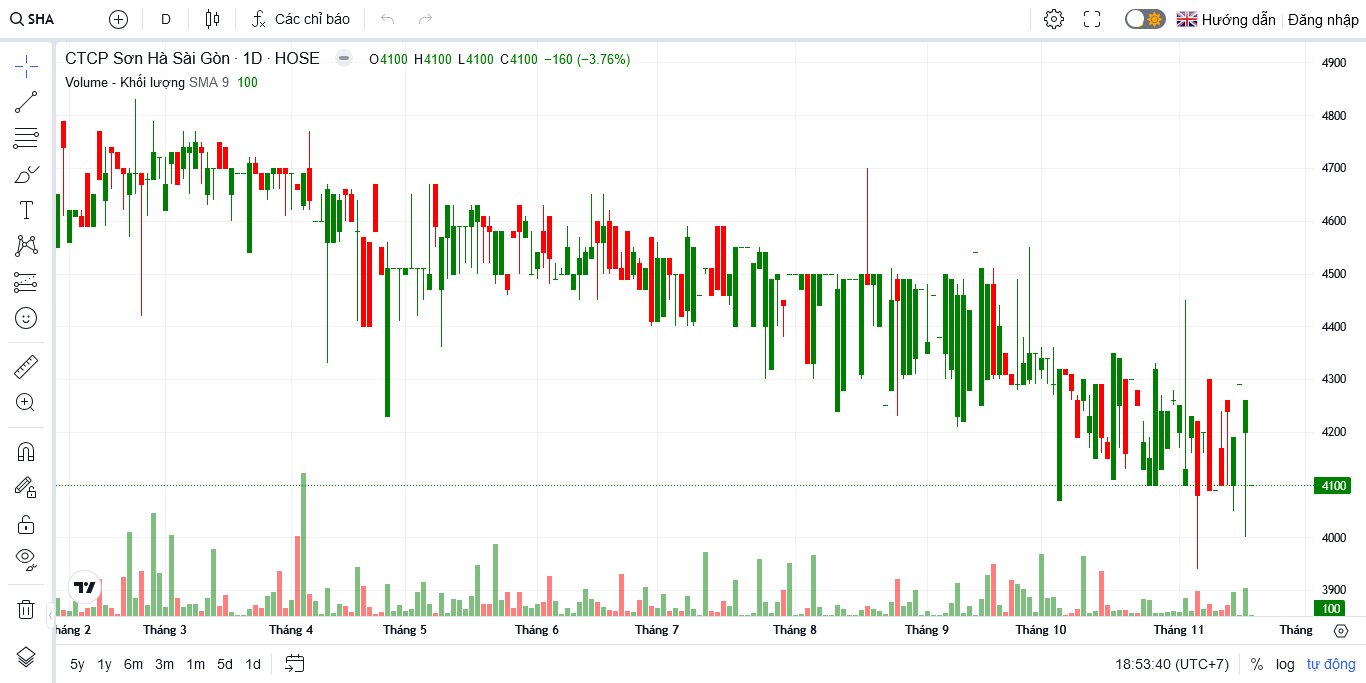 SHA D Các chỉ báo Hướng dẫn Đăng nhập
CTCP Sơn Hà Sài Gòn · 1D · HOSE O4100 H4100 L4100 C4100 −160 (−3.76%)
Volume - Khối lượng SMA 9 100
4900
4800
4700
4600
4500
4400
4300
4200
4100
4000
3900
100
háng 2 Tháng 3 Tháng 4 Tháng 5 Tháng 6 Tháng 7 Tháng 8 Tháng 9 Tháng 10 Tháng 11 Tháng
5y 1y 6m 3m 1m 5d 1d 18:53:40 (UTC+7) % log tự động